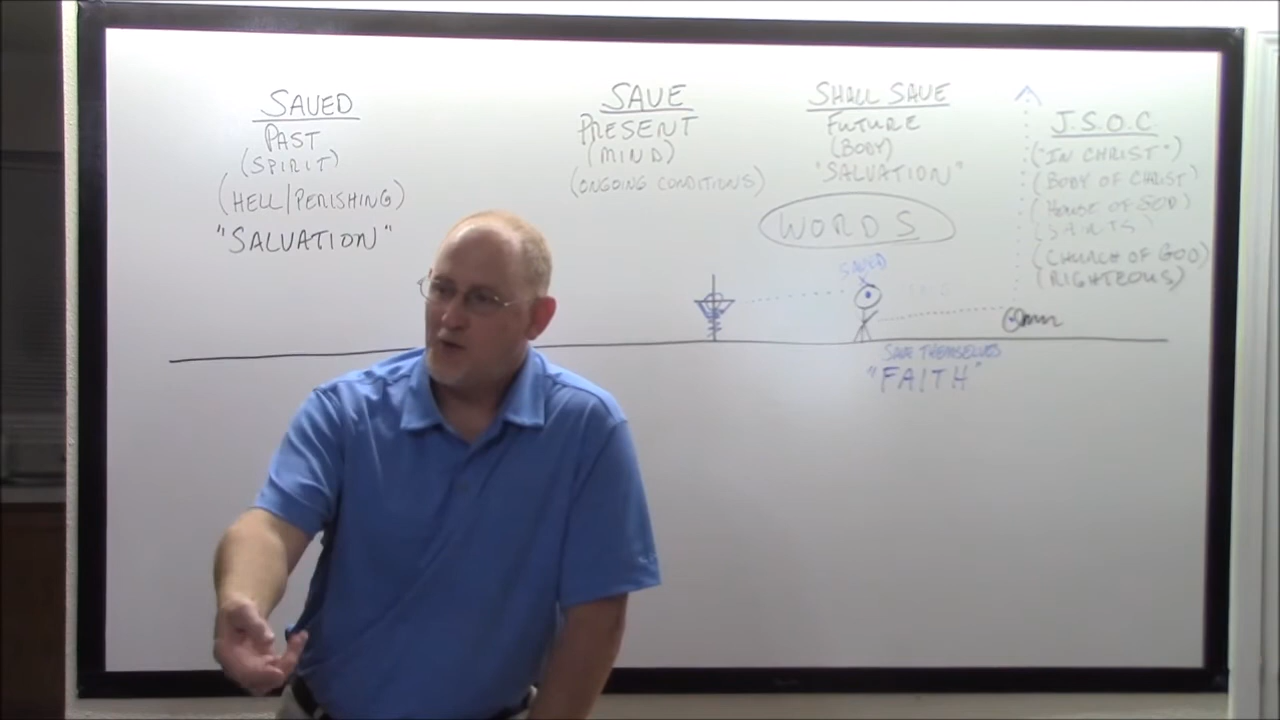 SAVED
PAST
(SPIRIT)
(HELL/PERISHING)
"SALVATION"
SAVE
PRESENT
(MIND)
(ONGOING CONDITIONS)
SHALL SAVE
FUTURE
(BODY)
"SALVATION"
WORDS
SAVED
SAVE THEMSELVES
"FAITH"
J.S.O.C
("IN CHRIST")
(BODY OF CHRIST)
(HOUSE OF GOD)
(SAINTS)
(CHURCH OF GOD)
(RIGHTEOUS)